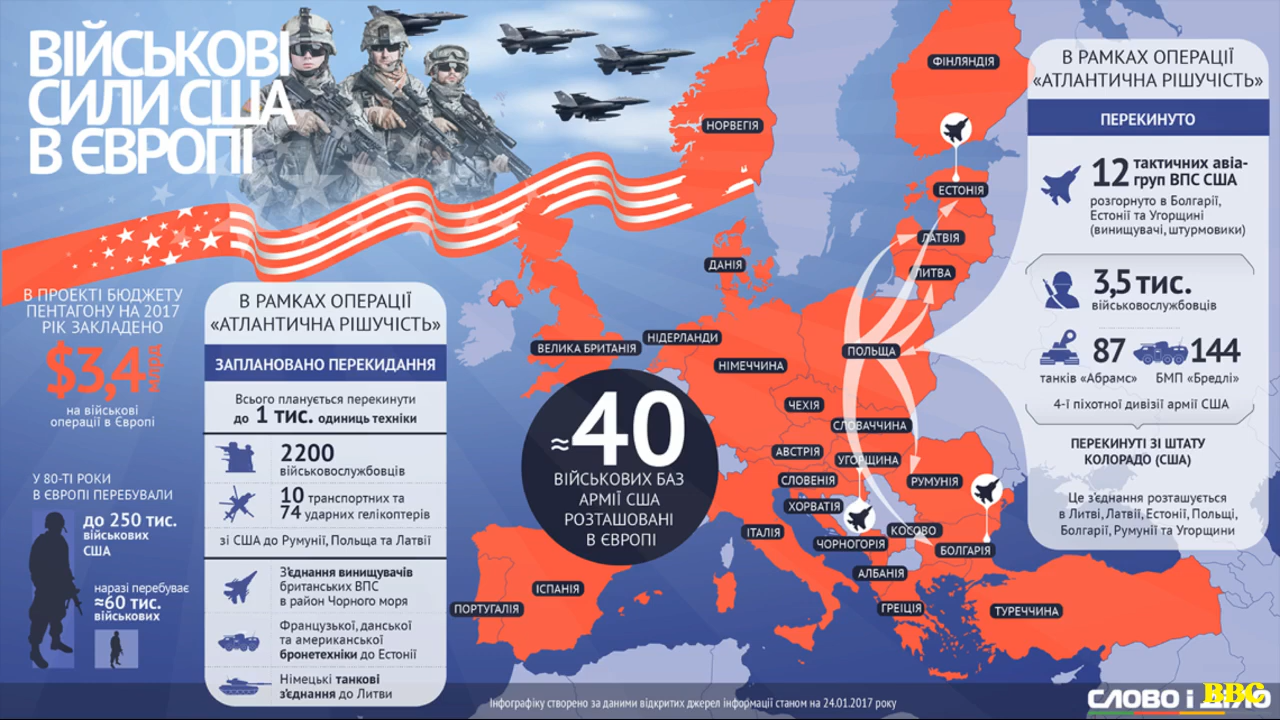 ВІЙСЬКОВІ
СИЛИ США
В ЄВРОПІ
В ПРОЕКТІ БЮДЖЕТУ
ПЕНТАГОНУ НА 2017
РІК ЗАКЛАДЕНО
$3,4 млрд
на військові
операції в Європі
У 80-ТІ РОКИ
В ЄВРОПІ ПЕРЕБУВАЛИ
до 250 тис.
військових
США
наразі перебуває
≈60 тис.
військових
В РАМКАХ ОПЕРАЦІЇ
«АТЛАНТИЧНА РІШУЧІСТЬ»
ЗАПЛАНОВАНО ПЕРЕКИДАННЯ
Всього планується перекинути
до 1 тис. одиниць техніки
2200
військовослужбовців
10 транспортних та
74 ударних гелікоптерів
зі США до Румунії, Польща та Латвії
З'єднання винищувачів
британських ВПС
в район Чорного моря
Французької, данської
та американської
бронетехніки до Естонії
Німецькі танкові
з'єднання до Литви
≈40
ВІЙСЬКОВИХ БАЗ
АРМІЇ США
РОЗТАШОВАНІ
В ЄВРОПІ
ФІНЛЯНДІЯ
НОРВЕГІЯ
ЕСТОНІЯ
ЛАТВІЯ
ДАНІЯ
ЛИТВА
НІДЕРЛАНДИ
ВЕЛИКА БРИТАНІЯ
ПОЛЬЩА
НІМЕЧЧИНА
ЧЕХІЯ
СЛОВАЧЧИНА
АВСТРІЯ
УГОРЩИНА
СЛОВЕНІЯ
РУМУНІЯ
ХОРВАТІЯ
ІТАЛІЯ
КОСОВО
ЧОРНОГОРІЯ
БОЛГАРІЯ
АЛБАНІЯ
ІСПАНІЯ
ПОРТУГАЛІЯ
ГРЕЦІЯ
ТУРЕЧЧИНА
В РАМКАХ ОПЕРАЦІЇ
«АТЛАНТИЧНА РІШУЧІСТЬ»
ПЕРЕКИНУТО
12 тактичних авіа-
груп ВПС США
розгорнуто в Болгарії,
Естонії та Угорщині
(винищувачі, штурмовики)
3,5 тис.
військовослужбовців
87 144
танків «Абрамс» БМП «Бредлі»
4-ї піхотної дивізії армії США
ПЕРЕКИНУТІ ЗІ ШТАТУ
КОЛОРАДО (США)
Це з'єднання розташується
в Литві, Латвії, Естонії, Польщі,
Болгарії, Румунії та Угорщини
Інфографіку створено за даними відкритих джерел інформації станом на 24.01.2017 року
СЛОВО і ДІЛО
BBC